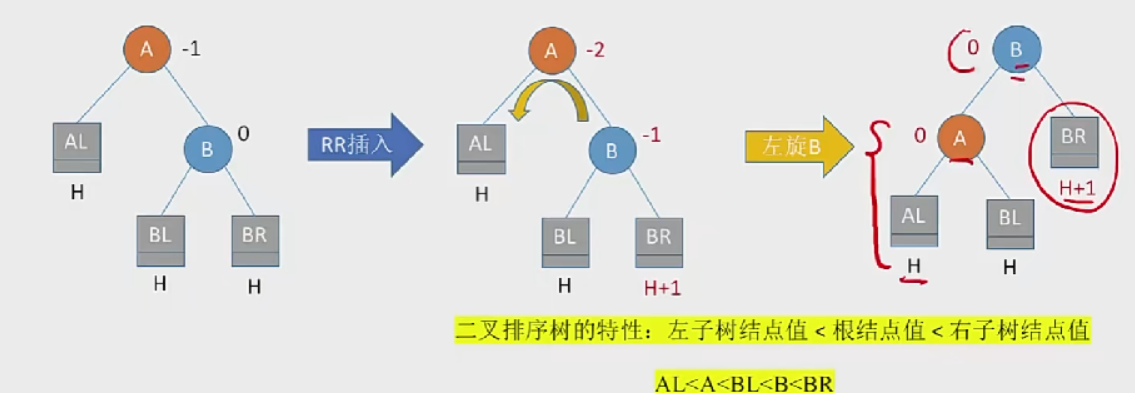 A -1
AL
H
B 0
BL
H
BR
H
RR插入
A -2
AL
H
B -1
BL
H
BR
H+1
左旋B
0 B
0 A
BR
H+1
AL
H
BL
H
二叉排序树的特性：左子树结点值 < 根结点值 < 右子树结点值
AL<A<BL<B<BR